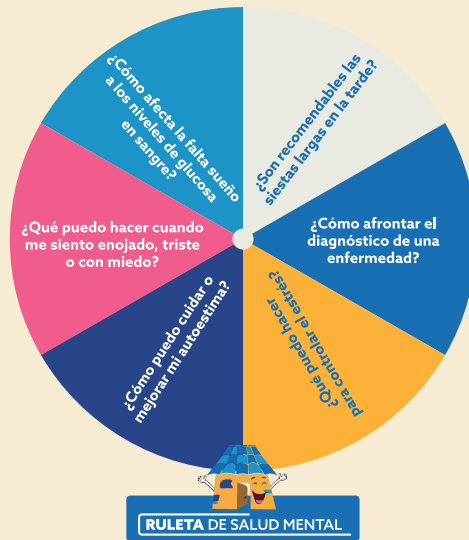 ¿Cómo afecta la falta sueño
a los niveles de glucosa
en sangre?
¿Son recomendables las
siestas largas en la tarde?
¿Qué puedo hacer cuando
me siento enojado, triste
o con miedo?
¿Cómo afrontar el
diagnóstico de una
enfermedad?
¿Cómo puedo cuidar o
mejorar mi autoestima?
¿Qué puedo hacer
para controlar el estrés?
RULETA DE SALUD MENTAL